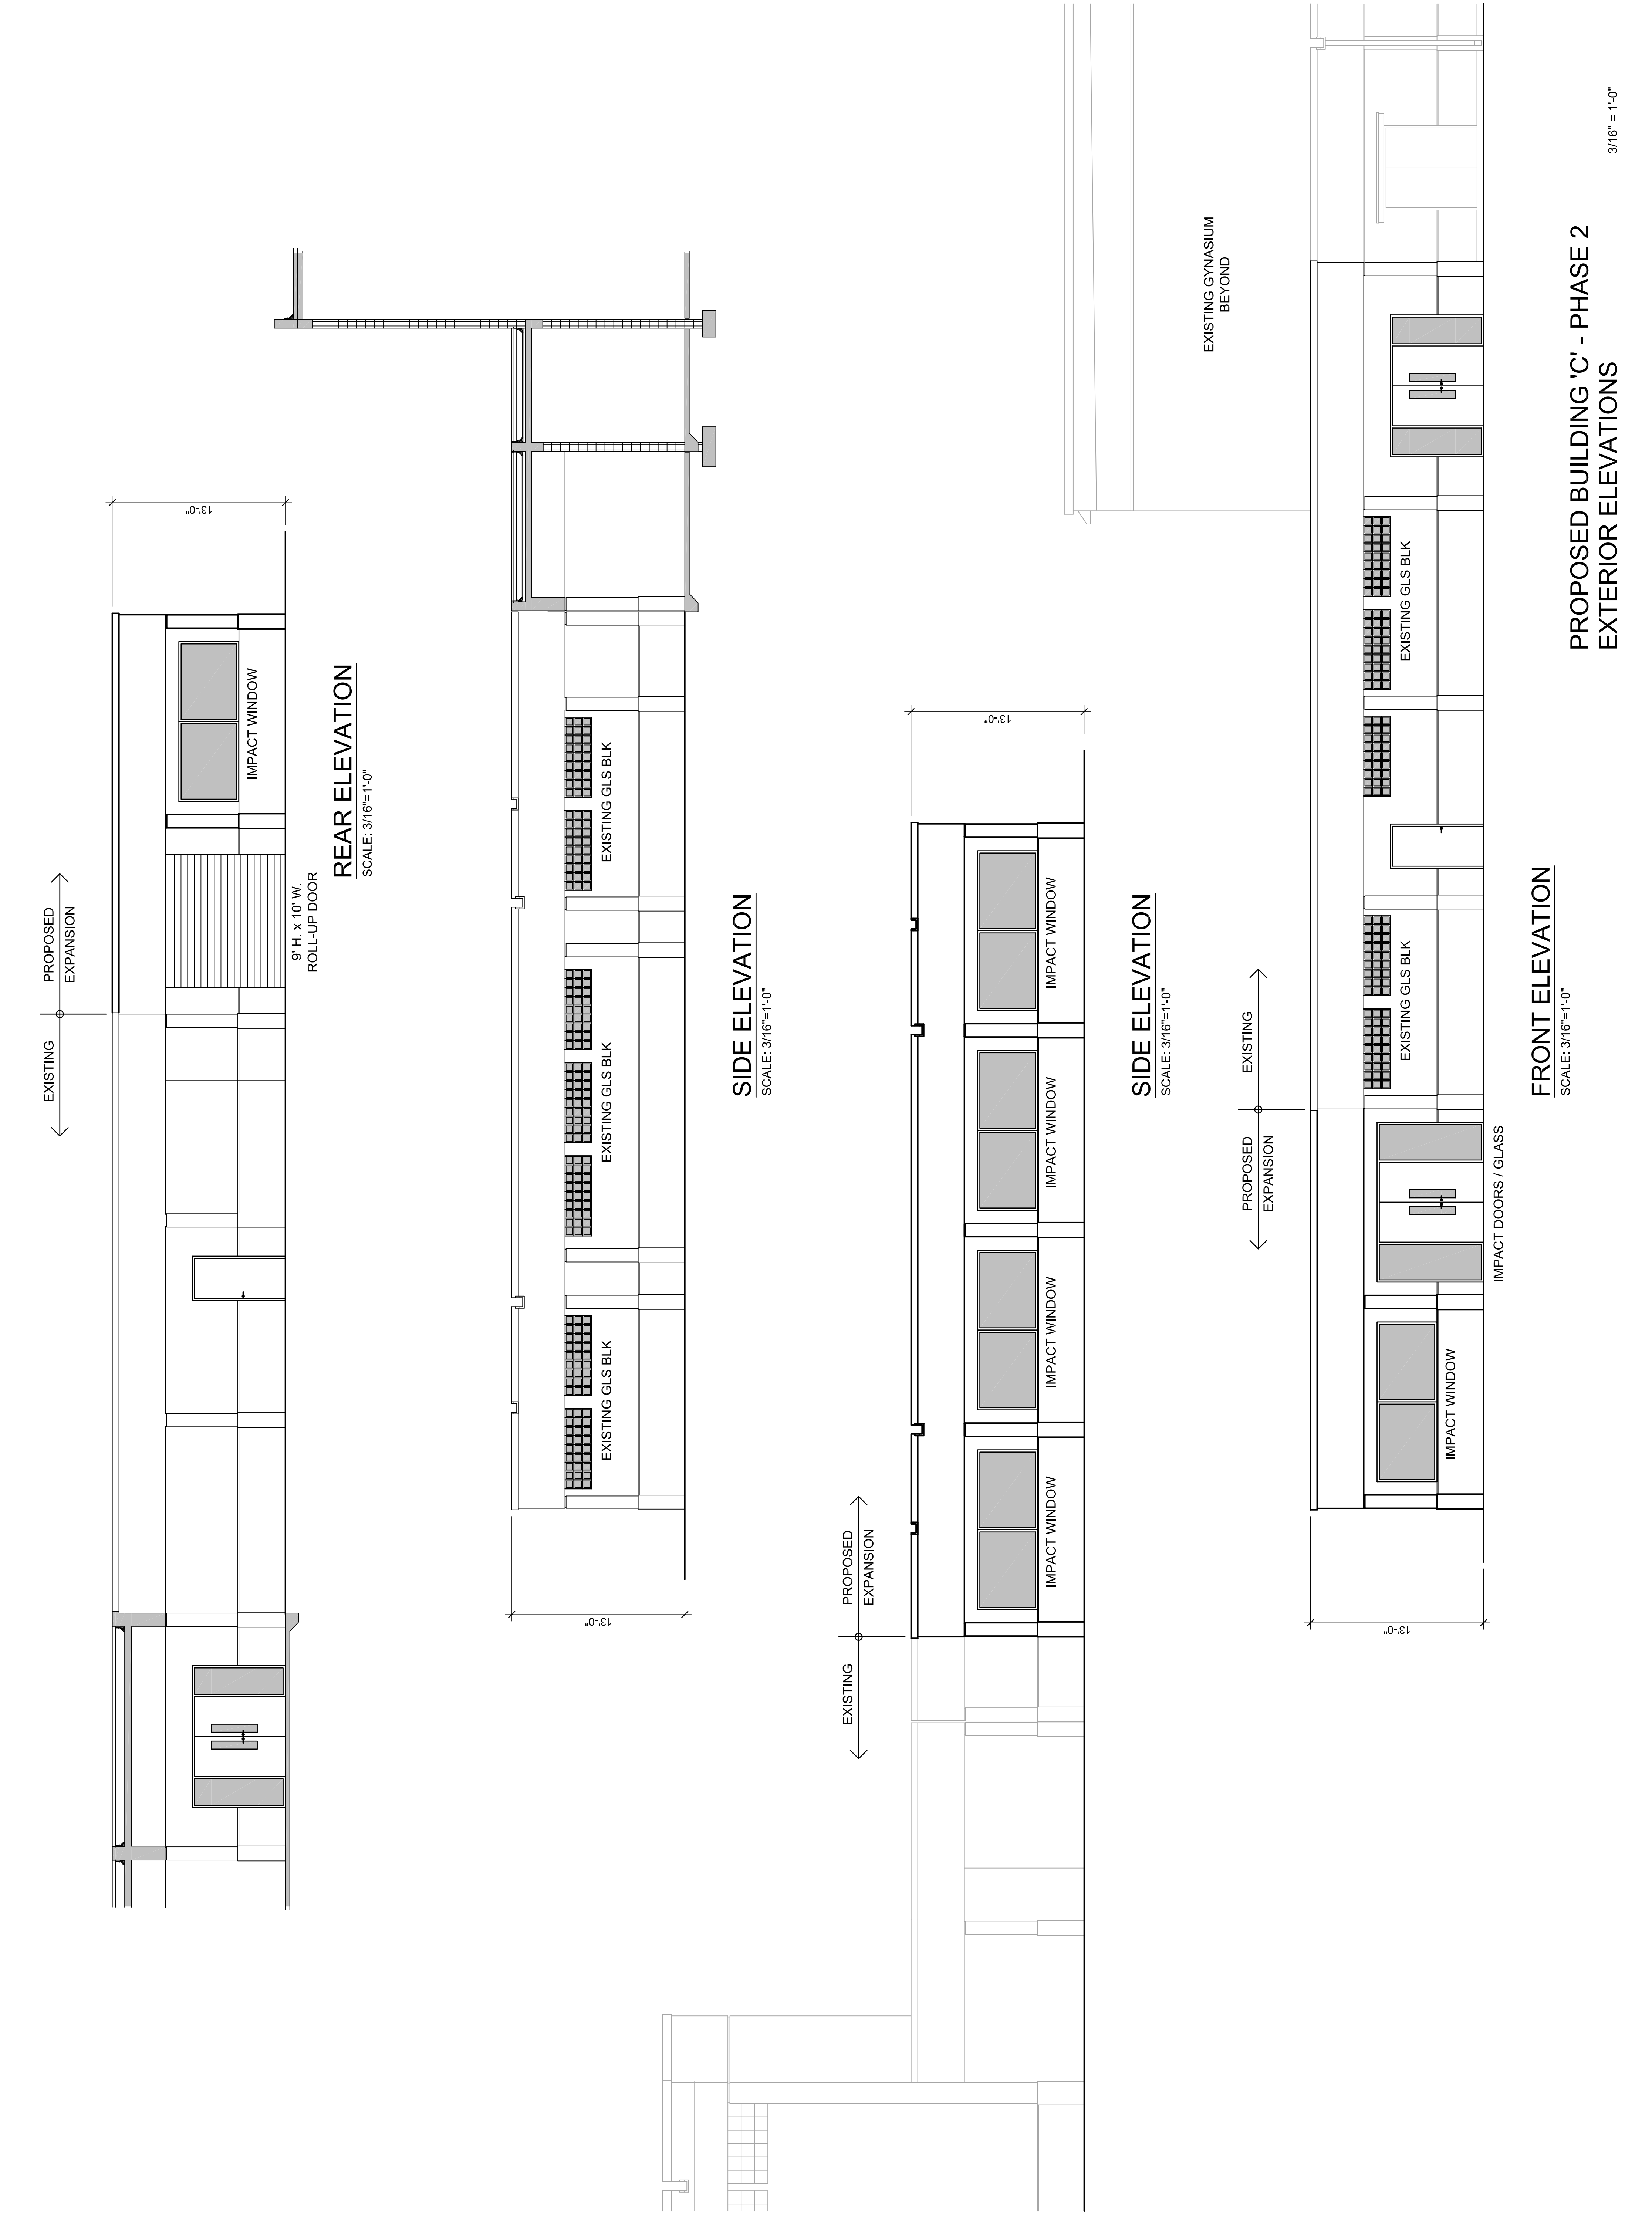 PROPOSED
EXPANSION
EXISTING
13'-0"
IMPACT WINDOW
9' H. x 10' W.
ROLL-UP DOOR
REAR ELEVATION
SCALE: 3/16"=1'-0"
EXISTING GLS BLK
EXISTING GLS BLK
EXISTING GLS BLK
13'-0"
SIDE ELEVATION
SCALE: 3/16"=1'-0"
EXISTING
PROPOSED
EXPANSION
13'-0"
IMPACT WINDOW
IMPACT WINDOW
IMPACT WINDOW
IMPACT WINDOW
SIDE ELEVATION
SCALE: 3/16"=1'-0"
EXISTING GYNASIUM
BEYOND
PROPOSED
EXPANSION
EXISTING
13'-0"
EXISTING GLS BLK
EXISTING GLS BLK
IMPACT WINDOW
IMPACT DOORS / GLASS
FRONT ELEVATION
SCALE: 3/16"=1'-0"
PROPOSED BUILDING 'C' - PHASE 2
EXTERIOR ELEVATIONS
3/16" = 1'-0"